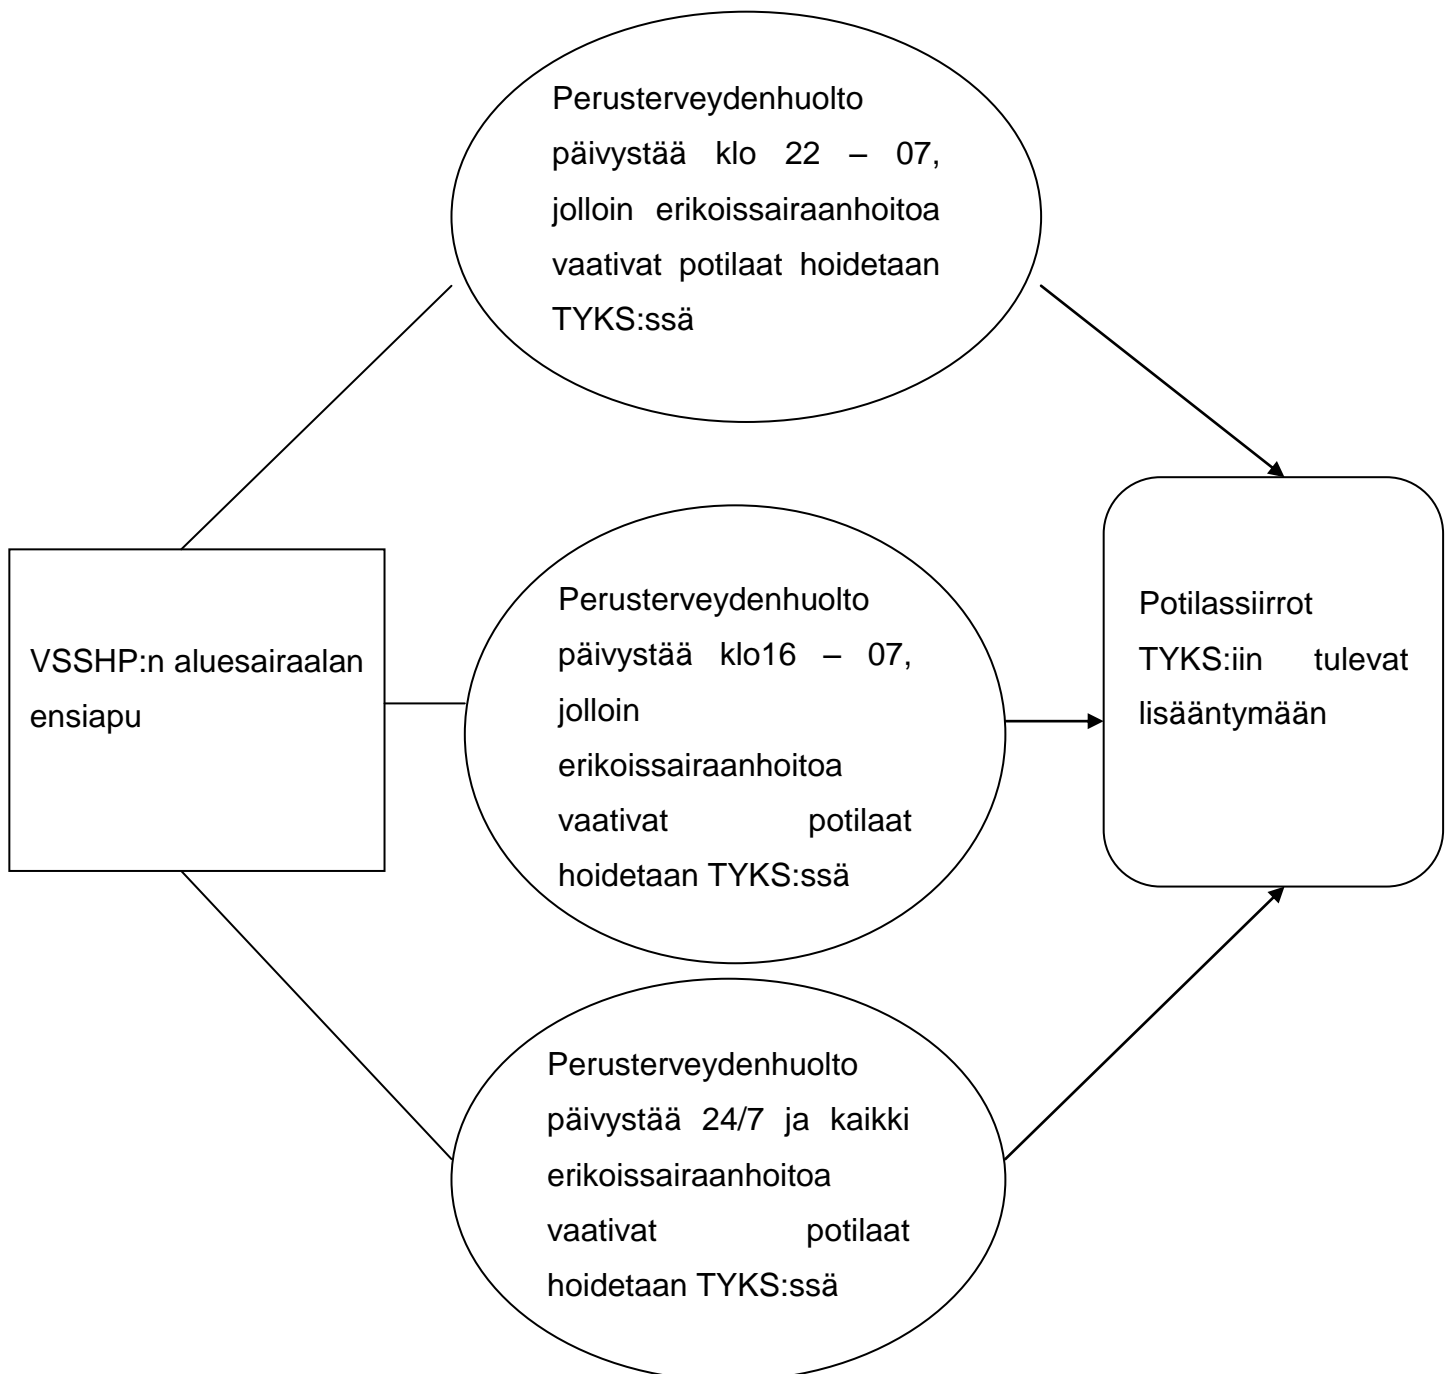 Perusterveydenhuolto
päivystää klo 22 – 07,
jolloin erikoissairaanhoitoa
vaativat potilaat hoidetaan
TYKS:ssä
VSSHP:n aluesairaalan
ensiapu
Perusterveydenhuolto
päivystää klo16 – 07,
jolloin
erikoissairaanhoitoa
vaativat potilaat
hoidetaan TYKS:ssä
Potilassiirrot
TYKS:iin tulevat
lisääntymään
Perusterveydenhuolto
päivystää 24/7 ja kaikki
erikoissairaanhoitoa
vaativat potilaat
hoidetaan TYKS:ssä